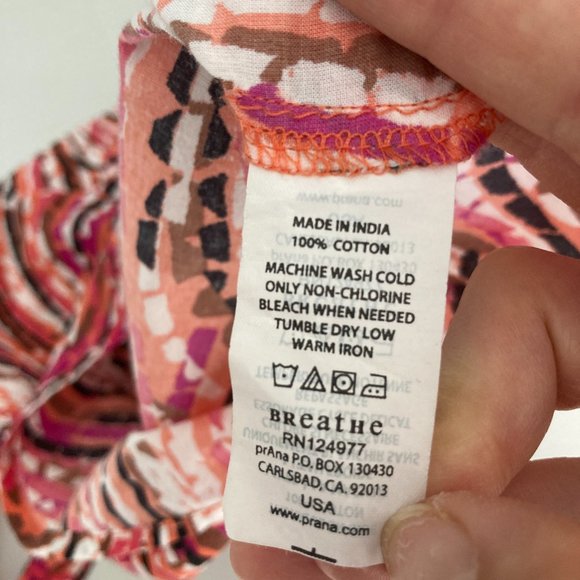 MADE IN INDIA
100% COTTON
MACHINE WASH COLD
ONLY NON-CHLORINE
BLEACH WHEN NEEDED
TUMBLE DRY LOW
WARM IRON
BReatHe
RN124977
prAna P.O. BOX 130430
CARLSBAD, CA. 92013
USA
www.prana.com